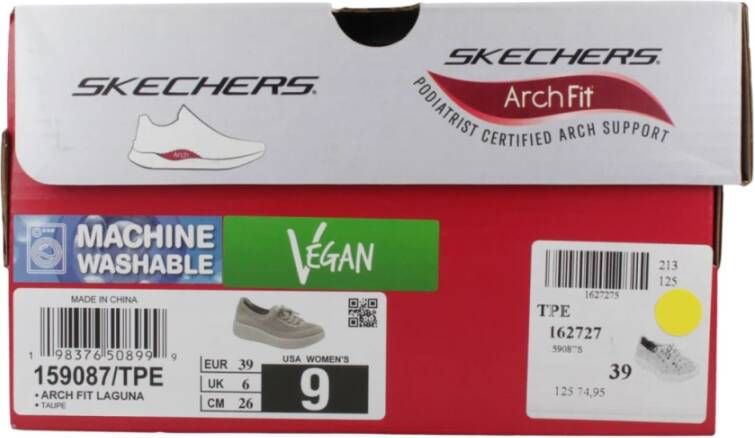 SKECHERS.
SKECHERS.
Arch Fit
PODIATRIST CERTIFIED ARCH SUPPORT
Arch
MACHINE
WASHABLE
VEGAN
MADE IN CHINA
1 98376 50899 9
159087/TPE
• ARCH FIT LAGUNA
• TAUPE
EUR 39
UK 6
CM 26
USA WOMEN'S
9
213
125
1627275
TPE
162727
59087S
39
125 74,95